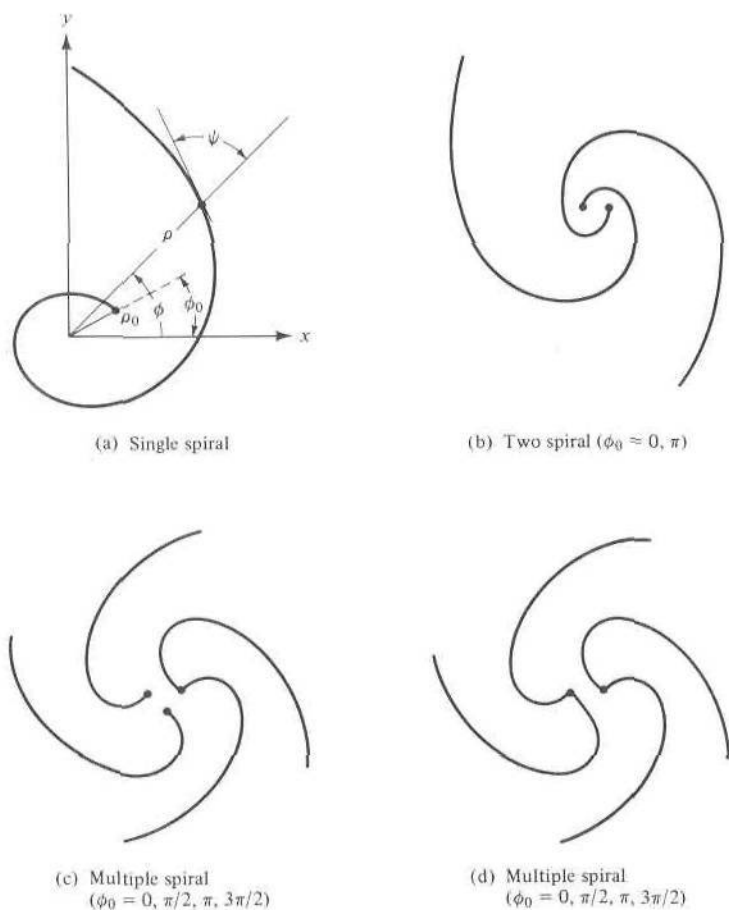 y
ψ
ρ
ρ₀
φ
φ₀
x
(a) Single spiral
(b) Two spiral (φ₀ ≈ 0, π)
(c) Multiple spiral
(φ₀ = 0, π/2, π, 3π/2)
(d) Multiple spiral
(φ₀ = 0, π/2, π, 3π/2)